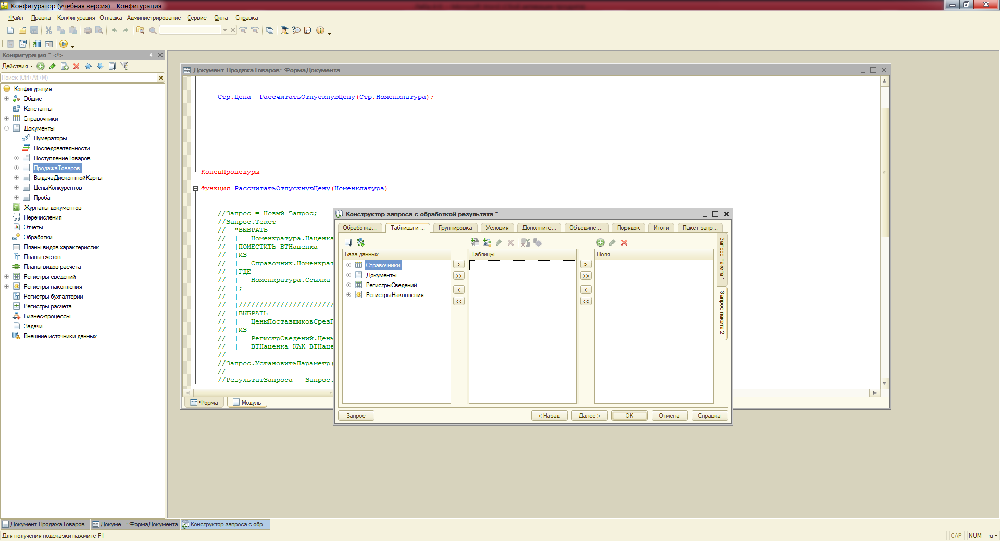 Конфигуратор (учебная версия) - Конфигурация
Файл Правка Конфигурация Отладка Администрирование Сервис Окна Справка
Конфигурация * <!>
Действия
Поиск (Ctrl+Alt+M)
Конфигурация
Общие
Константы
Справочники
Документы
Нумераторы
Последовательности
ПоступлениеТоваров
ПродажаТоваров
ВыдачаДисконтнойКарты
ЦеныКонкурентов
Проба
Журналы документов
Перечисления
Отчеты
Обработки
Планы видов характеристик
Планы счетов
Планы видов расчета
Регистры сведений
Регистры накопления
Регистры бухгалтерии
Регистры расчета
Бизнес-процессы
Задачи
Внешние источники данных
Документ ПродажаТоваров: ФормаДокумента
Стр.Цена= РассчитатьОтпускнуюЦену(Стр.Номенклатура);
КонецПроцедуры
Функция РассчитатьОтпускнуюЦену(Номенклатура)
//Запрос = Новый Запрос;
//Запрос.Текст =
// "ВЫБРАТЬ
// | Номенкратура.Наценка
// |ПОМЕСТИТЬ ВТНаценка
// |ИЗ
// | Справочник.Номенкрат
// |ГДЕ
// | Номенкратура.Ссылка
// |;
// |
// |///////////////////////
// |ВЫБРАТЬ
// | ЦеныПоставщиковСрезП
// |ИЗ
// | РегистрСведений.Цены
// | ВТНаценка КАК ВТНаце
//
//Запрос.УстановитьПараметр(
//
//РезультатЗапроса = Запрос.
Форма Модуль
Конструктор запроса с обработкой результата *
Обработка... Таблицы и ... Группировка Условия Дополните... Объедине... Порядок Итоги Пакет запр...
База данных
Справочники
Документы
РегистрыСведений
РегистрыНакопления
> >> < <<
Таблицы
> >> < <<
Поля
Запрос пакета 1
Запрос пакета 2
Запрос < Назад Далее > OK Отмена Справка
Документ ПродажаТоваров Докуме...: ФормаДокумента Конструктор запроса с обр...
Для получения подсказки нажмите F1
CAP NUM ru